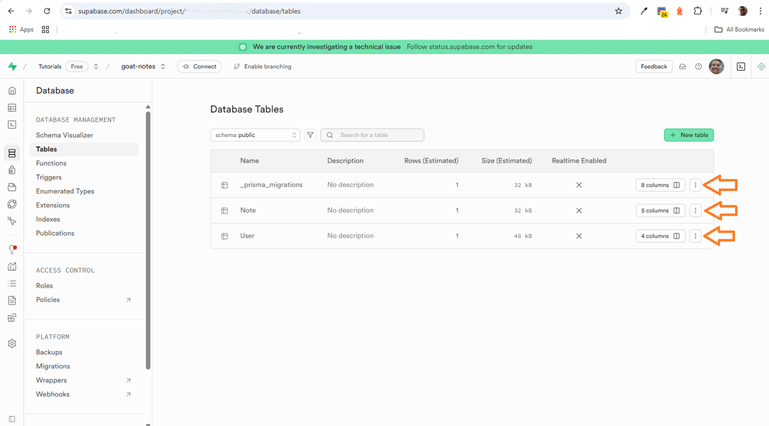 supabase.com/dashboard/project/ /database/tables
26
Apps
All Bookmarks
We are currently investigating a technical issue Follow status.supabase.com for updates
/ Tutorials Free / goat-notes Connect Enable branching Feedback
Database
DATABASE MANAGEMENT
Schema Visualizer
Tables
Functions
Triggers
Enumerated Types
Extensions
Indexes
Publications
ACCESS CONTROL
Roles
Policies
PLATFORM
Backups
Migrations
Wrappers
Webhooks
Database Tables
schema public Search for a table + New table
Name Description Rows (Estimated) Size (Estimated) Realtime Enabled
_prisma_migrations No description 1 32 kB 8 columns
Note No description 1 32 kB 5 columns
User No description 1 48 kB 4 columns